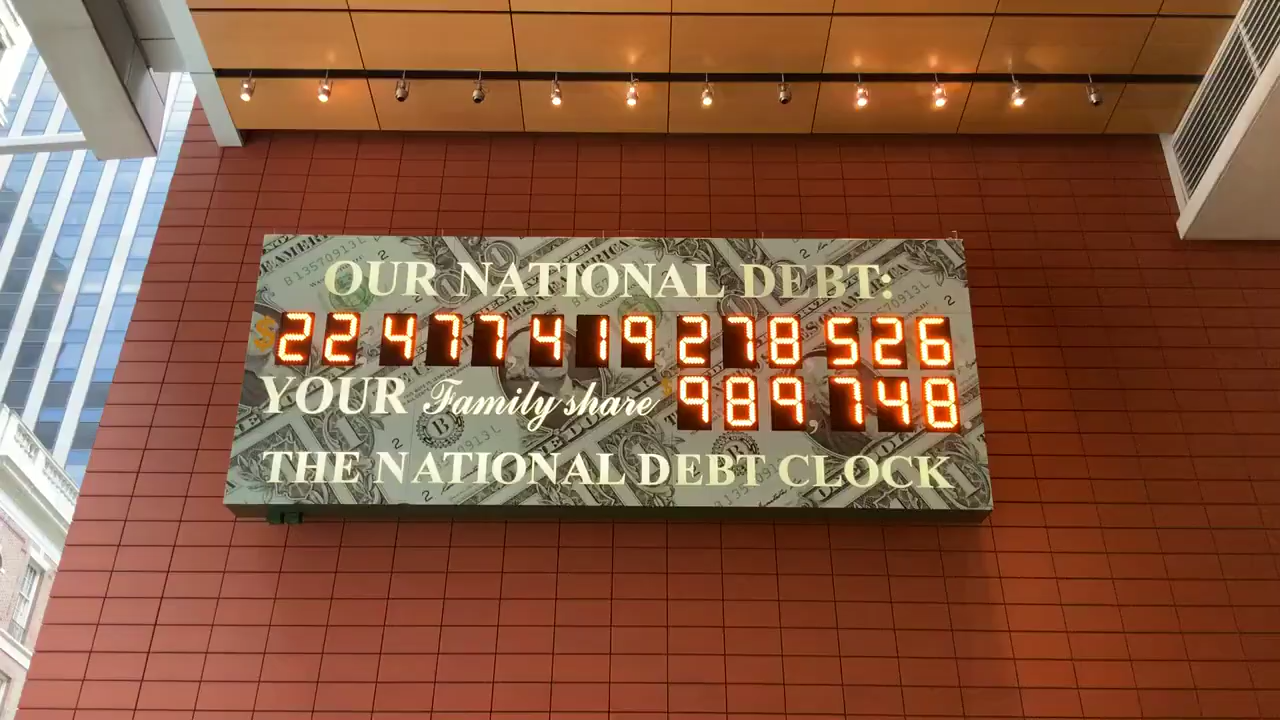 OUR NATIONAL DEBT:
$22 477 419 278 526
YOUR Family share $989,748
THE NATIONAL DEBT CLOCK